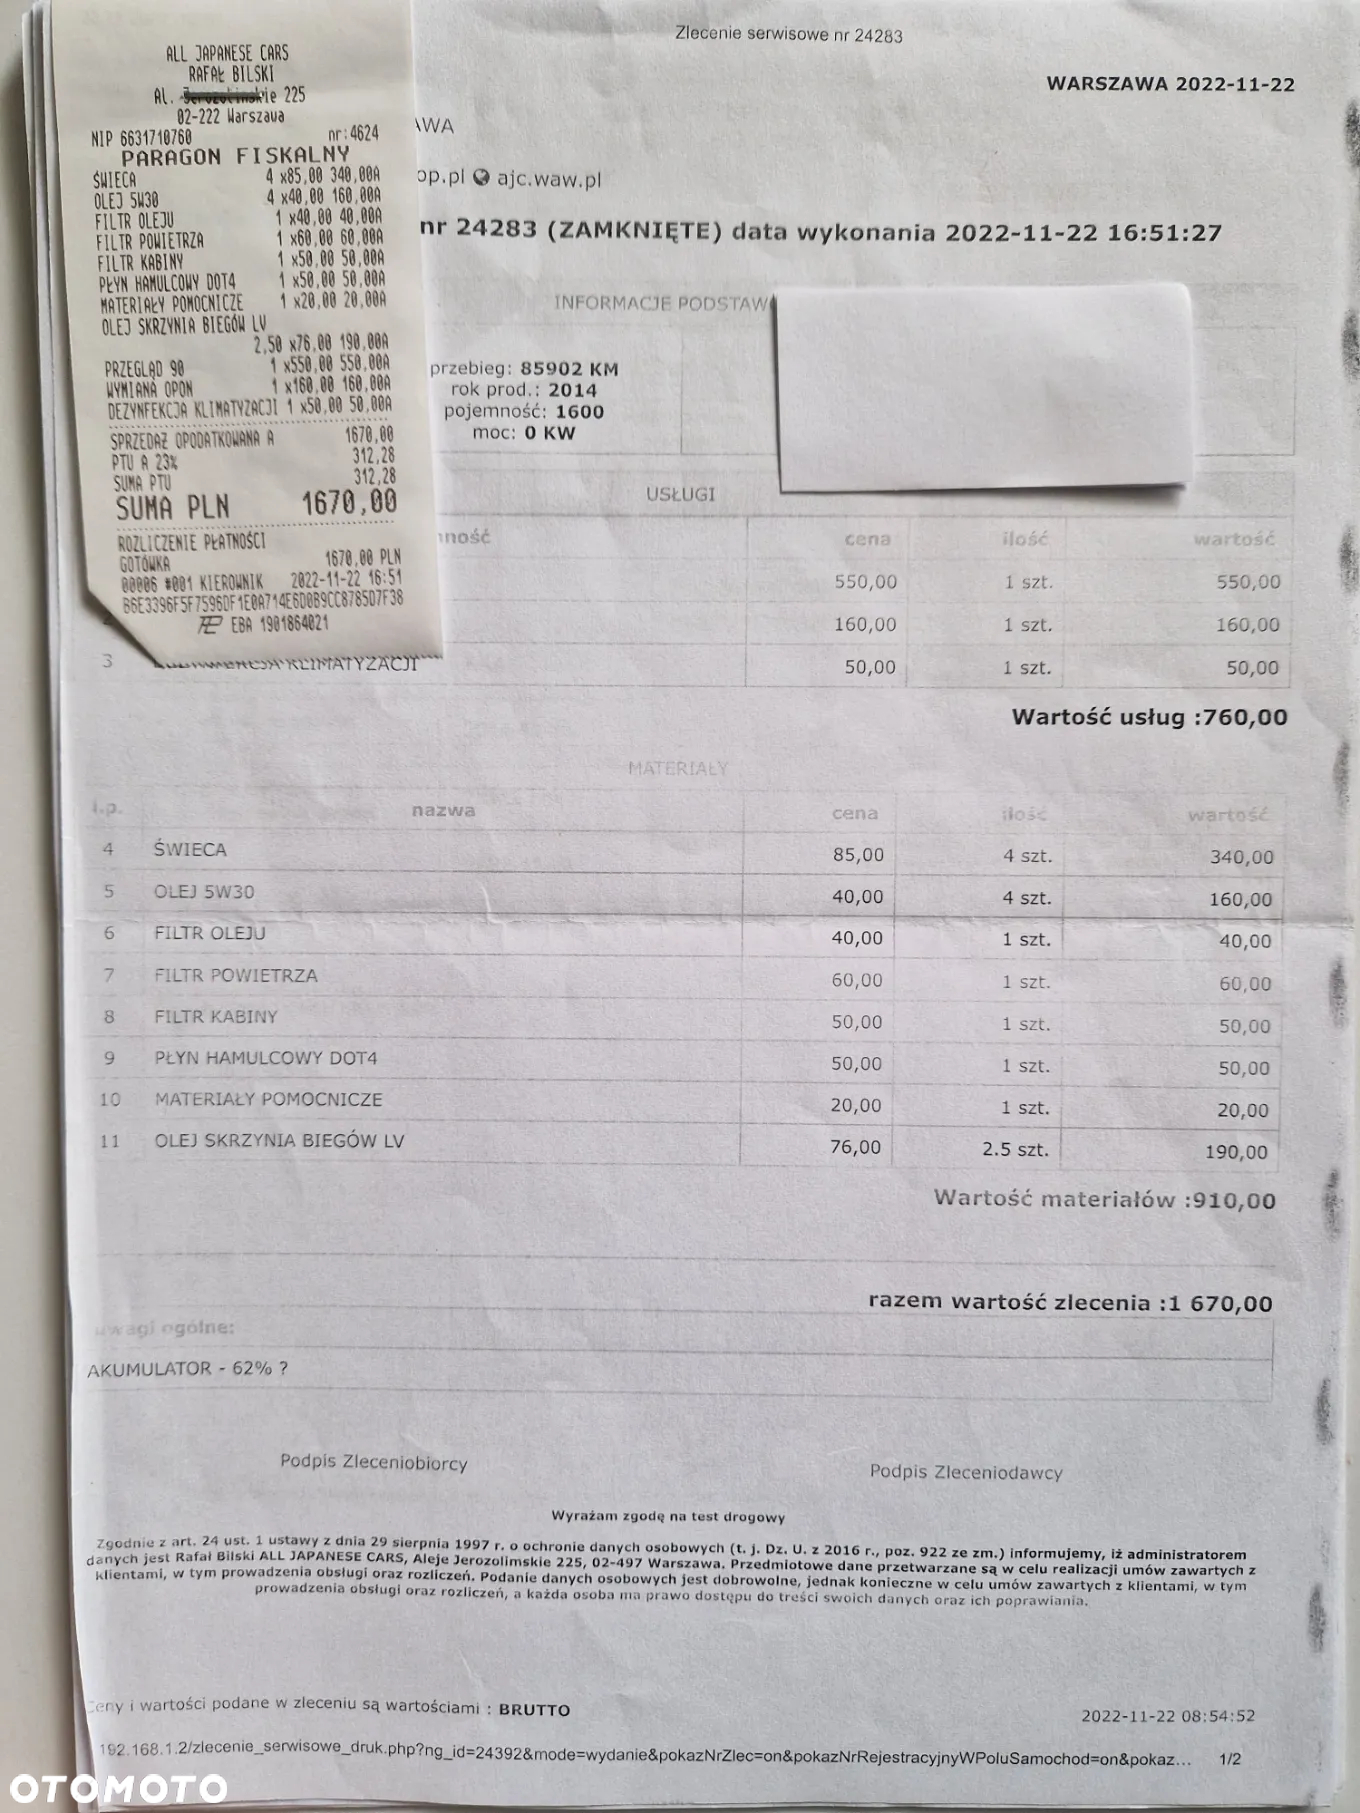 Zlecenie serwisowe nr 24283
WARSZAWA 2022-11-22
ALL JAPANESE CARS
RAFAŁ BILSKI
Al. 225
02-222 Warszawa
NIP 6631710760 nr:4624
PARAGON FISKALNY
ŚWIECA 4 x85,00 340,00A
OLEJ 5W30 4 x40,00 160,00A
FILTR OLEJU 1 x40,00 40,00A
FILTR POWIETRZA 1 x60,00 60,00A
FILTR KABINY 1 x50,00 50,00A
PŁYN HAMULCOWY DOT4 1 x50,00 50,00A
MATERIAŁY POMOCNICZE 1 x20,00 20,00A
OLEJ SKRZYNIA BIEGÓW LV
2,50 x76,00 190,00A
PRZEGLĄD 90 1 x550,00 550,00A
WYMIANA OPON 1 x160,00 160,00A
DEZYNFEKCJA KLIMATYZACJI 1 x50,00 50,00A
SPRZEDAŻ OPODATKOWANA A 1670,00
PTU A 23% 312,28
SUMA PTU 312,28
SUMA PLN 1670,00
ROZLICZENIE PŁATNOŚCI
GOTÓWKA 1670,00 PLN
00006 #001 KIEROWNIK 2022-11-22 16:51
B6E3396F5F7596DF1E0A714E6D0B9CC8785D7F38
EBA 1901864021
AWA
op.pl ajc.waw.pl
nr 24283 (ZAMKNIĘTE) data wykonania 2022-11-22 16:51:27
INFORMACJE PODSTAW
przebieg: 85902 KM
rok prod.: 2014
pojemność: 1600
moc: 0 KW
USŁUGI
ność cena ilość wartość
550,00 1 szt. 550,00
160,00 1 szt. 160,00
3 KLIMATYZACJI 50,00 1 szt. 50,00
Wartość usług :760,00
MATERIAŁY
l.p. nazwa cena ilość wartość
4 ŚWIECA 85,00 4 szt. 340,00
5 OLEJ 5W30 40,00 4 szt. 160,00
6 FILTR OLEJU 40,00 1 szt. 40,00
7 FILTR POWIETRZA 60,00 1 szt. 60,00
8 FILTR KABINY 50,00 1 szt. 50,00
9 PŁYN HAMULCOWY DOT4 50,00 1 szt. 50,00
10 MATERIAŁY POMOCNICZE 20,00 1 szt. 20,00
11 OLEJ SKRZYNIA BIEGÓW LV 76,00 2.5 szt. 190,00
Wartość materiałów :910,00
razem wartość zlecenia :1 670,00
uwagi ogólne:
AKUMULATOR - 62% ?
Podpis Zleceniobiorcy Podpis Zleceniodawcy
Wyrażam zgodę na test drogowy
Zgodnie z art. 24 ust. 1 ustawy z dnia 29 sierpnia 1997 r. o ochronie danych osobowych (t. j. Dz. U. z 2016 r., poz. 922 ze zm.) informujemy, iż administratorem
danych jest Rafał Bilski ALL JAPANESE CARS, Aleje Jerozolimskie 225, 02-497 Warszawa. Przedmiotowe dane przetwarzane są w celu realizacji umów zawartych z
klientami, w tym prowadzenia obsługi oraz rozliczeń. Podanie danych osobowych jest dobrowolne, jednak konieczne w celu umów zawartych z klientami, w tym
prowadzenia obsługi oraz rozliczeń, a każda osoba ma prawo dostępu do treści swoich danych oraz ich poprawiania.
Ceny i wartości podane w zleceniu są wartościami : BRUTTO
2022-11-22 08:54:52
192.168.1.2/zlecenie_serwisowe_druk.php?ng_id=24392&mode=wydanie&pokazNrZlec=on&pokazNrRejestracyjnyWPoluSamochod=on&pokaz... 1/2
OTOMOTO